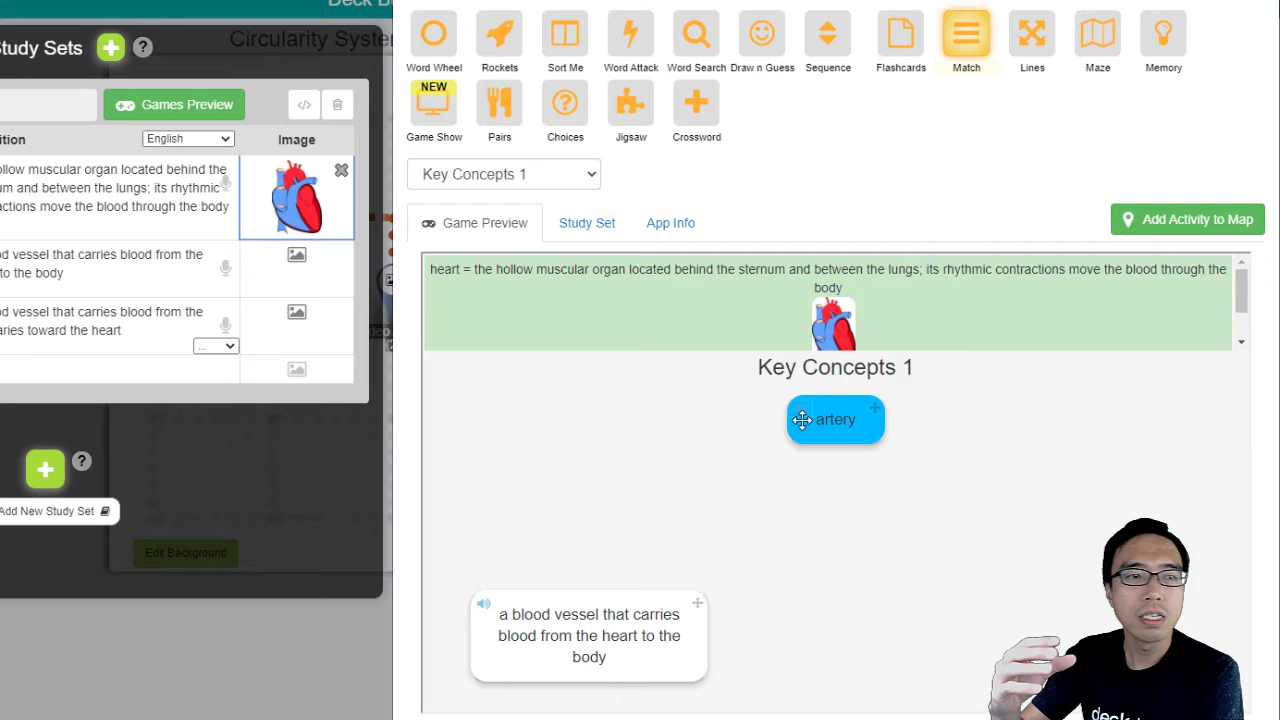 Deck B
Circularity Syste
Study Sets
?
Games Preview
</>
ition
English
Image
ollow muscular organ located behind the
um and between the lungs; its rhythmic
actions move the blood through the body
d vessel that carries blood from the
to the body
d vessel that carries blood from the
aries toward the heart
...
?
Add New Study Set
Edit Background
Word Wheel
Rockets
Sort Me
Word Attack
Word Search
Draw n Guess
Sequence
Flashcards
Match
Lines
Maze
Memory
NEW
Game Show
Pairs
Choices
Jigsaw
Crossword
Key Concepts 1
Game Preview
Study Set
App Info
Add Activity to Map
heart = the hollow muscular organ located behind the sternum and between the lungs; its rhythmic contractions move the blood through the
body
Key Concepts 1
artery
a blood vessel that carries
blood from the heart to the
body
deck